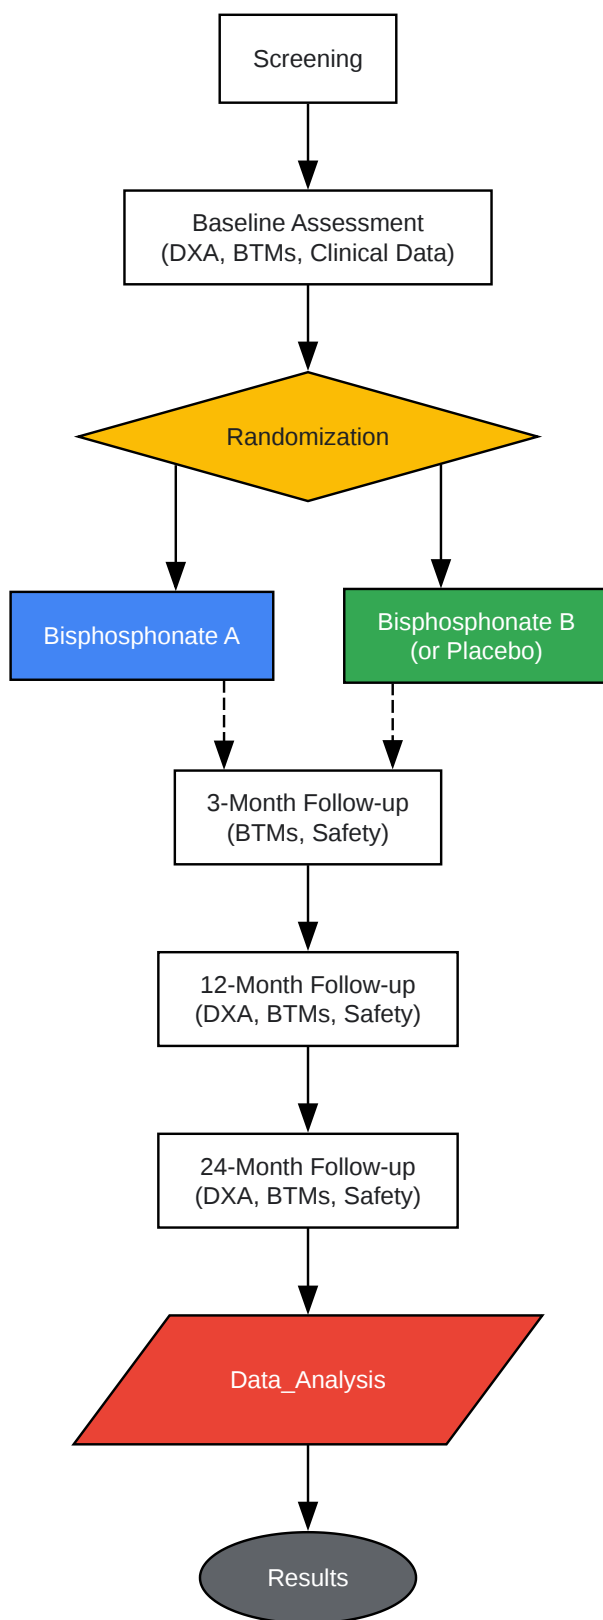 Screening
Baseline Assessment
(DXA, BTMs, Clinical Data)
Randomization
Bisphosphonate A
Bisphosphonate B
(or Placebo)
3-Month Follow-up
(BTMs, Safety)
12-Month Follow-up
(DXA, BTMs, Safety)
24-Month Follow-up
(DXA, BTMs, Safety)
Data_Analysis
Results